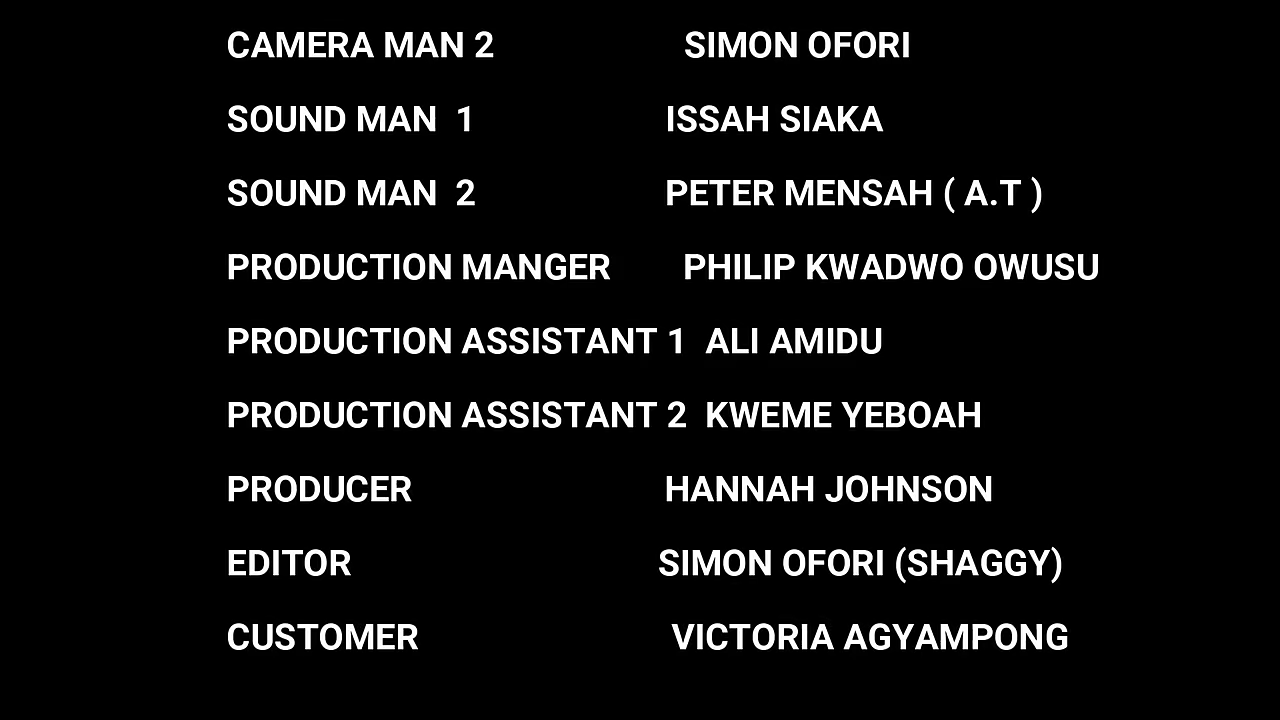 CAMERA MAN 2 SIMON OFORI
SOUND MAN 1 ISSAH SIAKA
SOUND MAN 2 PETER MENSAH ( A.T )
PRODUCTION MANGER PHILIP KWADWO OWUSU
PRODUCTION ASSISTANT 1 ALI AMIDU
PRODUCTION ASSISTANT 2 KWEME YEBOAH
PRODUCER HANNAH JOHNSON
EDITOR SIMON OFORI (SHAGGY)
CUSTOMER VICTORIA AGYAMPONG